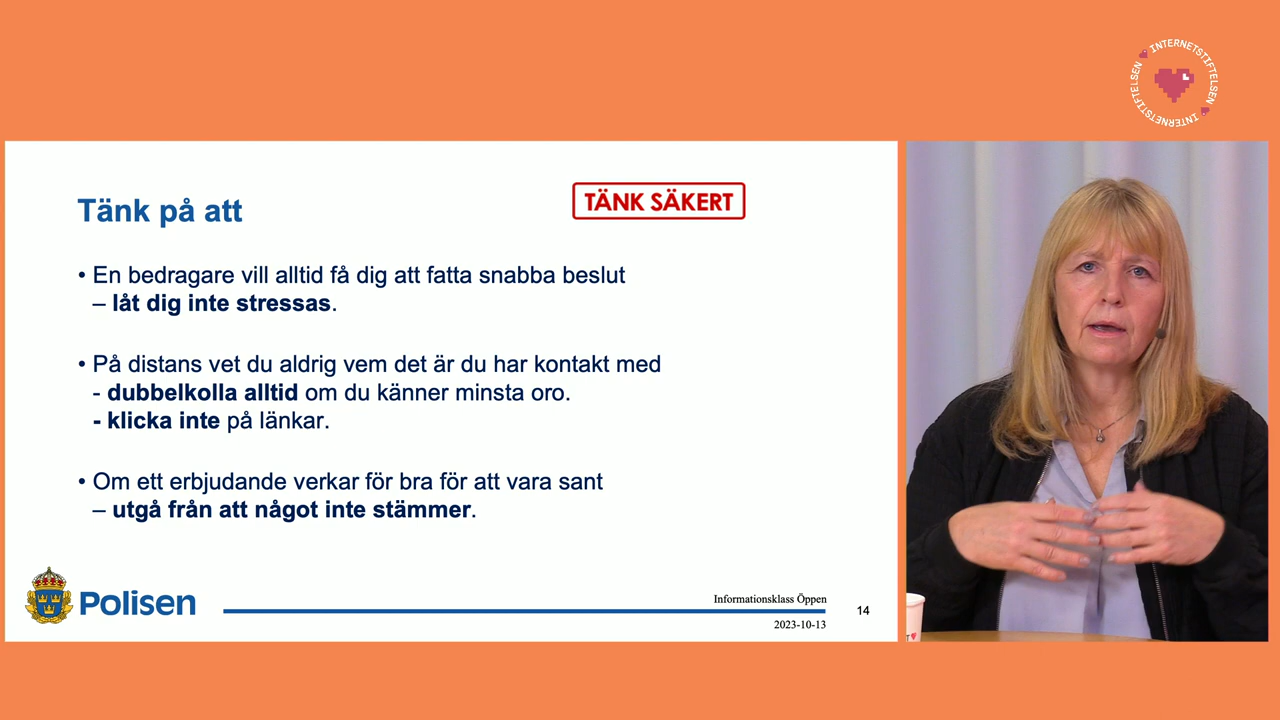 INTERNETSTIFTELSEN
INTERNETSTIFTELSEN
Tänk på att
TÄNK SÄKERT
• En bedragare vill alltid få dig att fatta snabba beslut
– låt dig inte stressas.
• På distans vet du aldrig vem det är du har kontakt med
- dubbelkolla alltid om du känner minsta oro.
- klicka inte på länkar.
• Om ett erbjudande verkar för bra för att vara sant
– utgå från att något inte stämmer.
Polisen
Informationsklass Öppen
14
2023-10-13